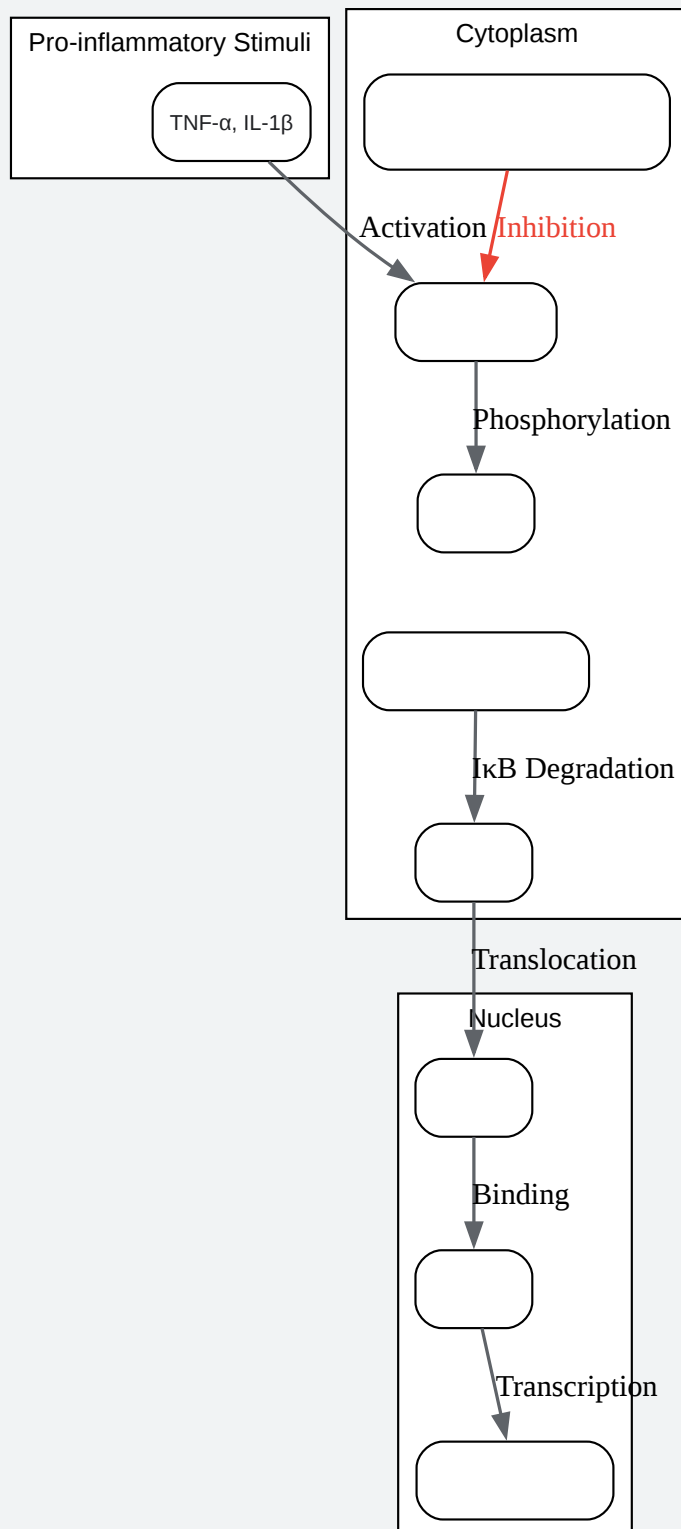 Pro-inflammatory Stimuli
TNF-α, IL-1β
Cytoplasm
Activation
Inhibition
Phosphorylation
IκB Degradation
Translocation
Nucleus
Binding
Transcription